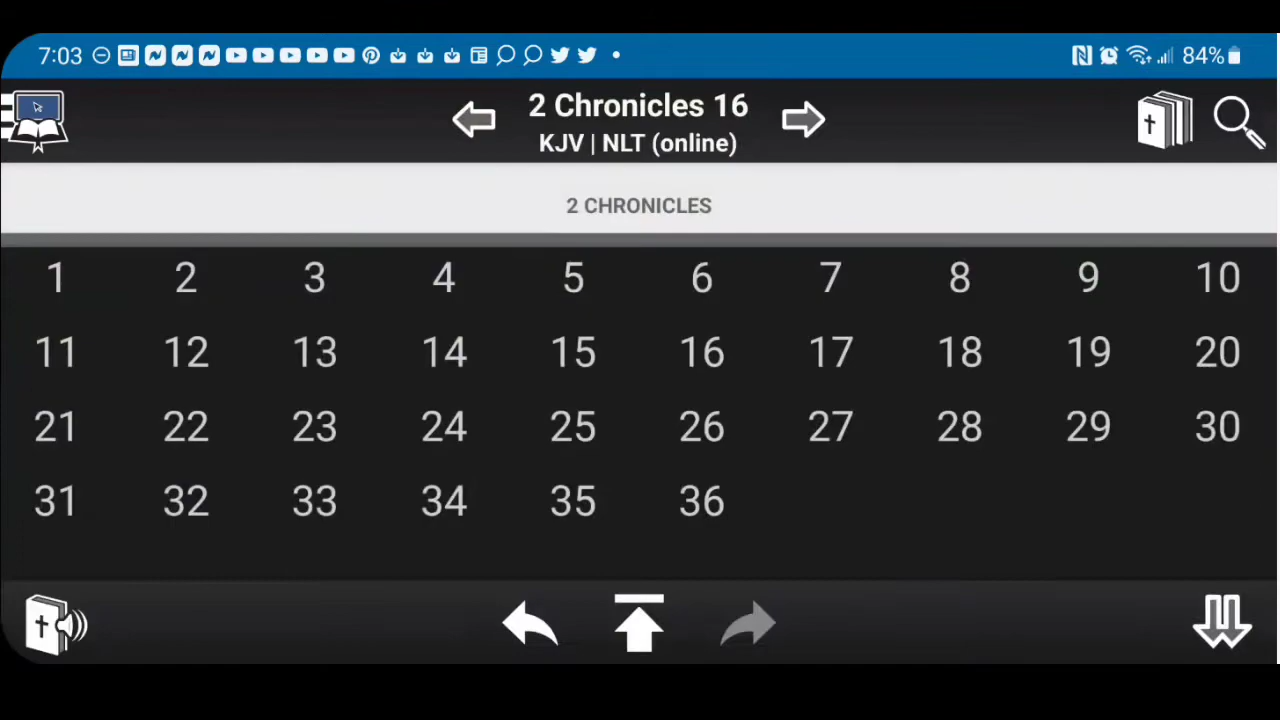 7:03 84%
2 Chronicles 16
KJV | NLT (online)
2 CHRONICLES
1 2 3 4 5 6 7 8 9 10
11 12 13 14 15 16 17 18 19 20
21 22 23 24 25 26 27 28 29 30
31 32 33 34 35 36